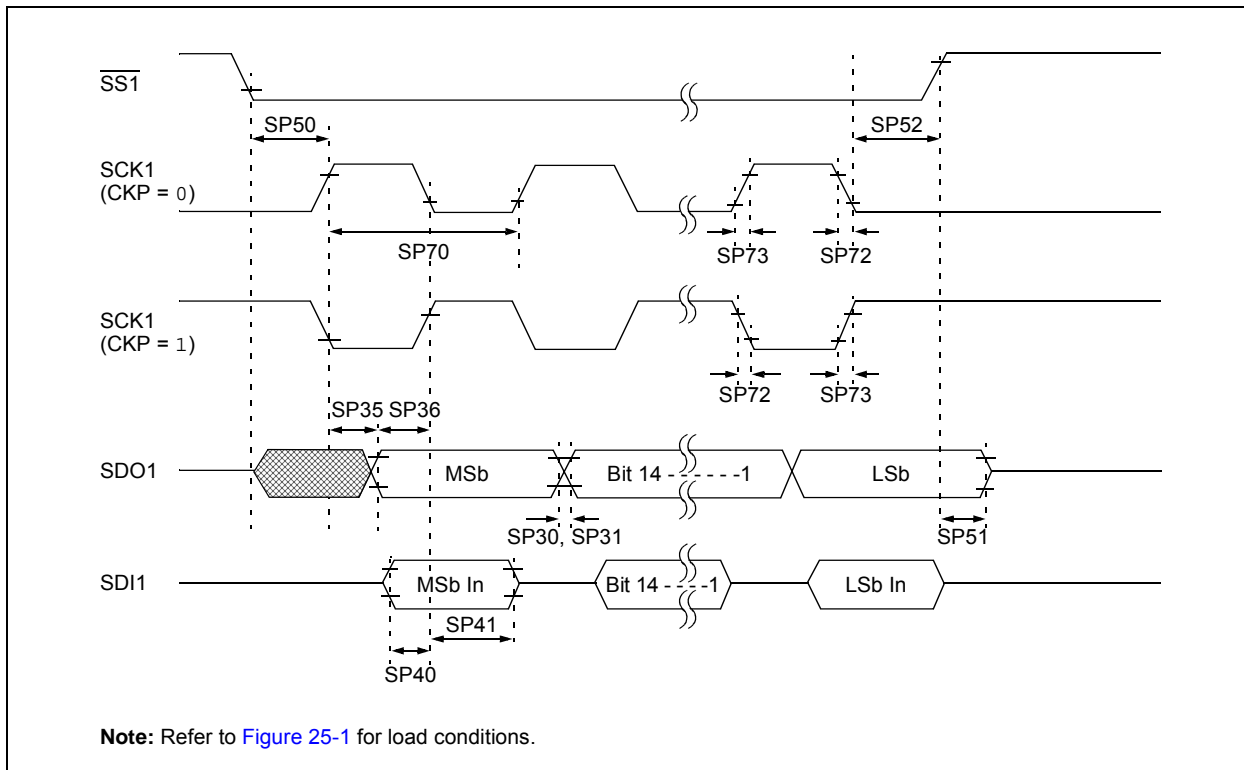 SS1
SP50
SP52
SCK1
(CKP = 0)
SP70
SP73
SP72
SCK1
(CKP = 1)
SP72
SP73
SP35 SP36
SDO1
MSb
Bit 14 - - - - - -1
LSb
SP30, SP31
SP51
SDI1
MSb In
Bit 14 - - - -1
LSb In
SP41
SP40
Note: Refer to Figure 25-1 for load conditions.